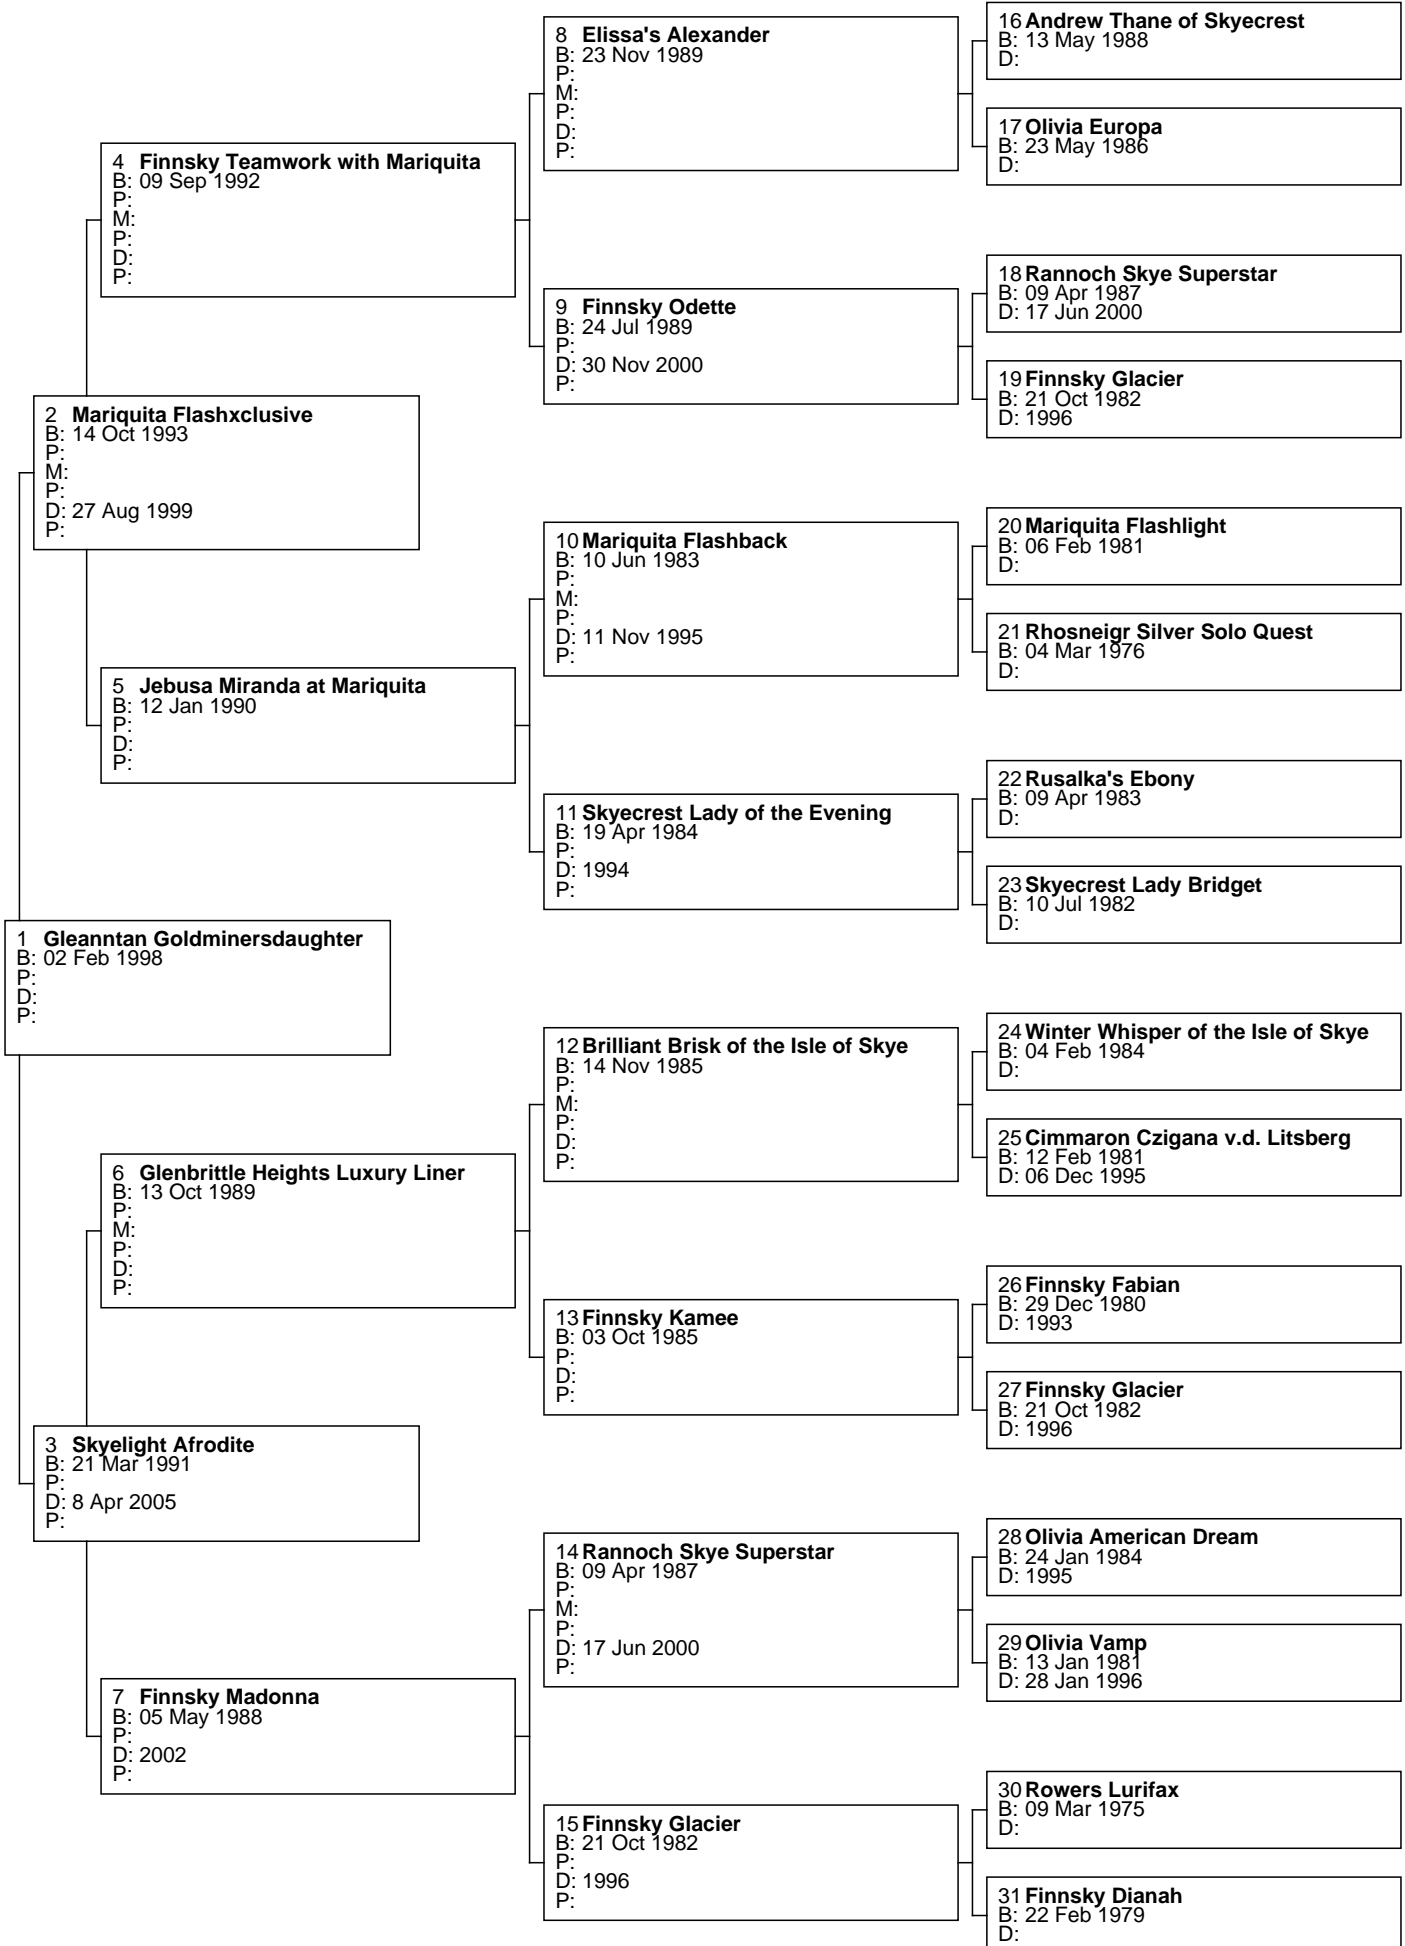 16 Andrew Thane of Skyecrest
B: 13 May 1988
D:
8 Elissa's Alexander
B: 23 Nov 1989
P:
M:
P:
D:
P:
17 Olivia Europa
B: 23 May 1986
D:
4 Finnsky Teamwork with Mariquita
B: 09 Sep 1992
P:
M:
P:
D:
P:
18 Rannoch Skye Superstar
B: 09 Apr 1987
D: 17 Jun 2000
9 Finnsky Odette
B: 24 Jul 1989
P:
D: 30 Nov 2000
P:
19 Finnsky Glacier
B: 21 Oct 1982
D: 1996
2 Mariquita Flashxclusive
B: 14 Oct 1993
P:
M:
P:
D: 27 Aug 1999
P:
20 Mariquita Flashlight
B: 06 Feb 1981
D:
10 Mariquita Flashback
B: 10 Jun 1983
P:
M:
P:
D: 11 Nov 1995
P:
21 Rhosneigr Silver Solo Quest
B: 04 Mar 1976
D:
5 Jebusa Miranda at Mariquita
B: 12 Jan 1990
P:
D:
P:
22 Rusalka's Ebony
B: 09 Apr 1983
D:
11 Skyecrest Lady of the Evening
B: 19 Apr 1984
P:
D: 1994
P:
23 Skyecrest Lady Bridget
B: 10 Jul 1982
D:
1 Gleanntan Goldminersdaughter
B: 02 Feb 1998
P:
D:
P:
24 Winter Whisper of the Isle of Skye
B: 04 Feb 1984
D:
12 Brilliant Brisk of the Isle of Skye
B: 14 Nov 1985
P:
M:
P:
D:
P:
25 Cimmaron Czigana v.d. Litsberg
B: 12 Feb 1981
D: 06 Dec 1995
6 Glenbrittle Heights Luxury Liner
B: 13 Oct 1989
P:
M:
P:
D:
P:
26 Finnsky Fabian
B: 29 Dec 1980
D: 1993
13 Finnsky Kamee
B: 03 Oct 1985
P:
D:
P:
27 Finnsky Glacier
B: 21 Oct 1982
D: 1996
3 Skyelight Afrodite
B: 21 Mar 1991
P:
D: 8 Apr 2005
P:
28 Olivia American Dream
B: 24 Jan 1984
D: 1995
14 Rannoch Skye Superstar
B: 09 Apr 1987
P:
M:
P:
D: 17 Jun 2000
P:
29 Olivia Vamp
B: 13 Jan 1981
D: 28 Jan 1996
7 Finnsky Madonna
B: 05 May 1988
P:
D: 2002
P:
30 Rowers Lurifax
B: 09 Mar 1975
D:
15 Finnsky Glacier
B: 21 Oct 1982
P:
D: 1996
P:
31 Finnsky Dianah
B: 22 Feb 1979
D: